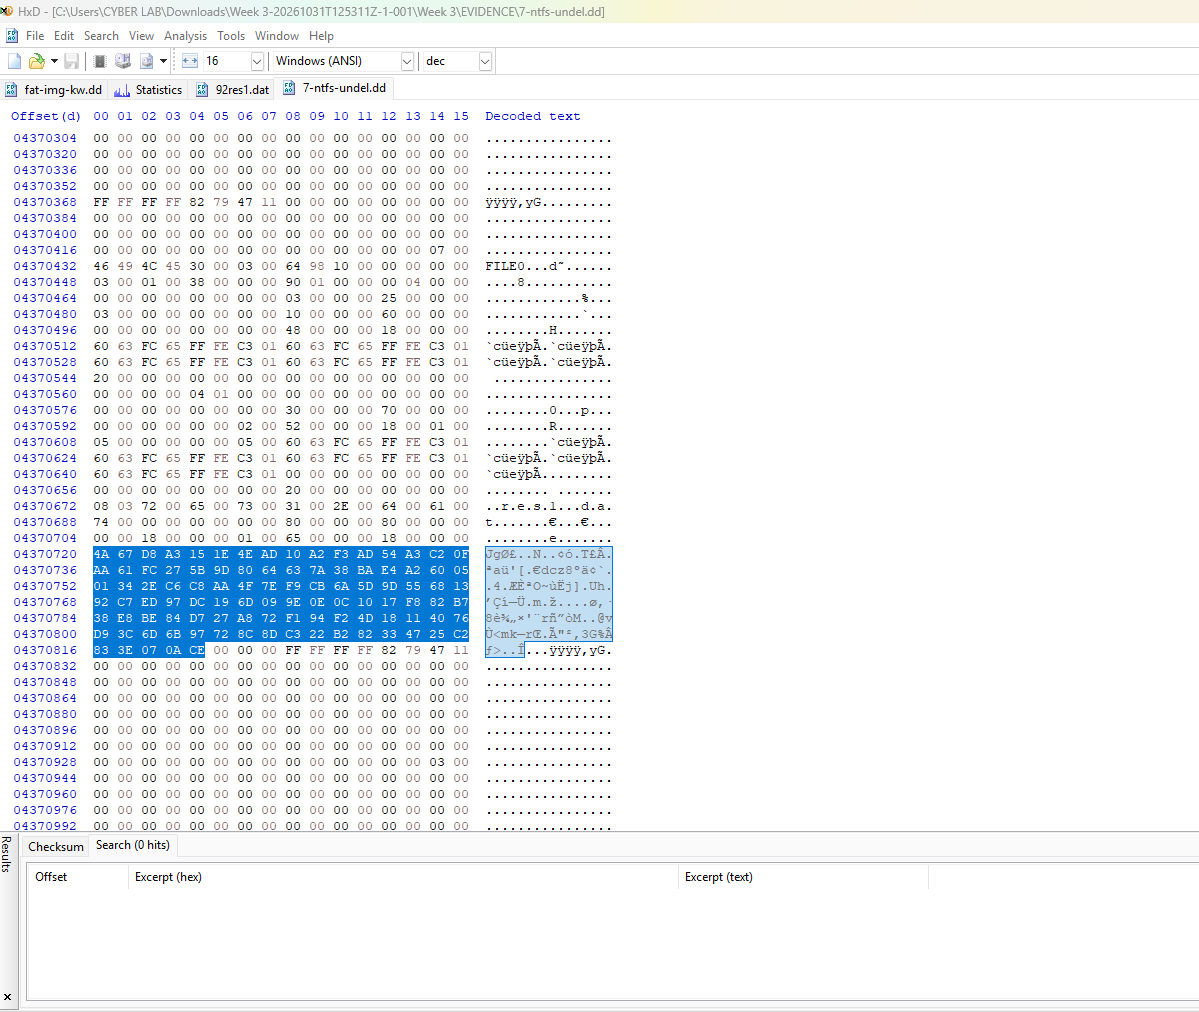 HxD - [C:\Users\CYBER LAB\Downloads\Week 3-20261031T125311Z-1-001\Week 3\EVIDENCE\7-ntfs-undel.dd]
File Edit Search View Analysis Tools Window Help
16 Windows (ANSI) dec
fat-img-kw.dd Statistics 92res1.dat 7-ntfs-undel.dd
Offset(d) 00 01 02 03 04 05 06 07 08 09 10 11 12 13 14 15 Decoded text
04370304 00 00 00 00 00 00 00 00 00 00 00 00 00 00 00 00 ................
04370320 00 00 00 00 00 00 00 00 00 00 00 00 00 00 00 00 ................
04370336 00 00 00 00 00 00 00 00 00 00 00 00 00 00 00 00 ................
04370352 00 00 00 00 00 00 00 00 00 00 00 00 00 00 00 00 ................
04370368 FF FF FF FF 82 79 47 11 00 00 00 00 00 00 00 00 ÿÿÿÿ‚yG.........
04370384 00 00 00 00 00 00 00 00 00 00 00 00 00 00 00 00 ................
04370400 00 00 00 00 00 00 00 00 00 00 00 00 00 00 00 00 ................
04370416 00 00 00 00 00 00 00 00 00 00 00 00 00 00 07 00 ................
04370432 46 49 4C 45 30 00 03 00 64 98 10 00 00 00 00 00 FILE0...d˜......
04370448 03 00 01 00 38 00 00 00 90 01 00 00 00 04 00 00 ....8...........
04370464 00 00 00 00 00 00 00 00 03 00 00 00 25 00 00 00 ............%...
04370480 03 00 00 00 00 00 00 00 10 00 00 00 60 00 00 00 ............`...
04370496 00 00 00 00 00 00 00 00 48 00 00 00 18 00 00 00 ........H.......
04370512 60 63 FC 65 FF FE C3 01 60 63 FC 65 FF FE C3 01 `cüeÿþÃ.`cüeÿþÃ.
04370528 60 63 FC 65 FF FE C3 01 60 63 FC 65 FF FE C3 01 `cüeÿþÃ.`cüeÿþÃ.
04370544 20 00 00 00 00 00 00 00 00 00 00 00 00 00 00 00 ...............
04370560 00 00 00 00 04 01 00 00 00 00 00 00 00 00 00 00 ................
04370576 00 00 00 00 00 00 00 00 30 00 00 00 70 00 00 00 ........0...p...
04370592 00 00 00 00 00 00 02 00 52 00 00 00 18 00 01 00 ........R.......
04370608 05 00 00 00 00 00 05 00 60 63 FC 65 FF FE C3 01 ........`cüeÿþÃ.
04370624 60 63 FC 65 FF FE C3 01 60 63 FC 65 FF FE C3 01 `cüeÿþÃ.`cüeÿþÃ.
04370640 60 63 FC 65 FF FE C3 01 00 00 00 00 00 00 00 00 `cüeÿþÃ.........
04370656 00 00 00 00 00 00 00 00 20 00 00 00 00 00 00 00 ........ .......
04370672 08 03 72 00 65 00 73 00 31 00 2E 00 64 00 61 00 ..r.e.s.1...d.a.
04370688 74 00 00 00 00 00 00 00 80 00 00 00 80 00 00 00 t.......€...€...
04370704 00 00 18 00 00 00 01 00 65 00 00 00 18 00 00 00 ........e.......
04370720 4A 67 D8 A3 15 1E 4E AD 10 A2 F3 AD 54 A3 C2 0F JgØ£..N..¢ó.T£Â.
04370736 AA 61 FC 27 5B 9D 80 64 63 7A 38 BA E4 A2 60 05 ªaü'[.€dcz8ºä¢`.
04370752 01 34 2E C6 C8 AA 4F 7E F9 CB 6A 5D 9D 55 68 13 .4.ÆÈªO~ùËj].Uh.
04370768 92 C7 ED 97 DC 19 6D 09 9E 0E 0C 10 17 F8 82 B7 ’Çí—Ü.m.ž....ø‚·
04370784 38 E8 BE 84 D7 27 A8 72 F1 94 F2 4D 18 11 40 76 8è¾„×'¨rñ”òM..@v
04370800 D9 3C 6D 6B 97 72 8C 8D C3 22 B2 82 33 47 25 C2 Ù<mk—rŒ.Ã"²‚3G%Â
04370816 83 3E 07 0A CE 00 00 00 FF FF FF FF 82 79 47 11 ƒ>..Î...ÿÿÿÿ‚yG.
04370832 00 00 00 00 00 00 00 00 00 00 00 00 00 00 00 00 ................
04370848 00 00 00 00 00 00 00 00 00 00 00 00 00 00 00 00 ................
04370864 00 00 00 00 00 00 00 00 00 00 00 00 00 00 00 00 ................
04370880 00 00 00 00 00 00 00 00 00 00 00 00 00 00 00 00 ................
04370896 00 00 00 00 00 00 00 00 00 00 00 00 00 00 00 00 ................
04370912 00 00 00 00 00 00 00 00 00 00 00 00 00 00 00 00 ................
04370928 00 00 00 00 00 00 00 00 00 00 00 00 00 00 03 00 ................
04370944 00 00 00 00 00 00 00 00 00 00 00 00 00 00 00 00 ................
04370960 00 00 00 00 00 00 00 00 00 00 00 00 00 00 00 00 ................
04370976 00 00 00 00 00 00 00 00 00 00 00 00 00 00 00 00 ................
04370992 00 00 00 00 00 00 00 00 00 00 00 00 00 00 00 00 ................
Results
Checksum Search (0 hits)
Offset Excerpt (hex) Excerpt (text)